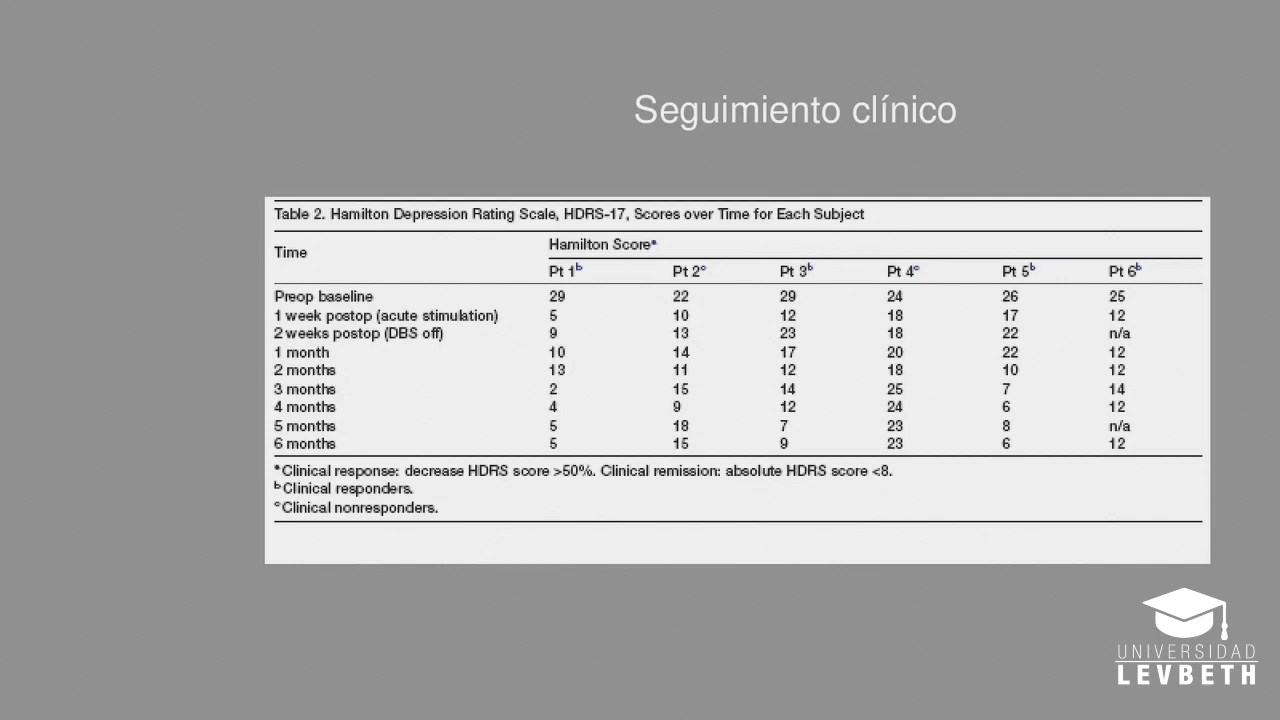 Seguimiento clínico
Table 2. Hamilton Depression Rating Scale, HDRS-17, Scores over Time for Each Subject
Time Hamilton Scoreᵃ
Pt 1ᵇ Pt 2ᶜ Pt 3ᵇ Pt 4ᶜ Pt 5ᵇ Pt 6ᵇ
Preop baseline 29 22 29 24 26 25
1 week postop (acute stimulation) 5 10 12 18 17 12
2 weeks postop (DBS off) 9 13 23 18 22 n/a
1 month 10 14 17 20 22 12
2 months 13 11 12 18 10 12
3 months 2 15 14 25 7 14
4 months 4 9 12 24 6 12
5 months 5 18 7 23 8 n/a
6 months 5 15 9 23 6 12
ᵃClinical response: decrease HDRS score >50%. Clinical remission: absolute HDRS score <8.
ᵇClinical responders.
ᶜClinical nonresponders.
UNIVERSIDAD
LEVBETH